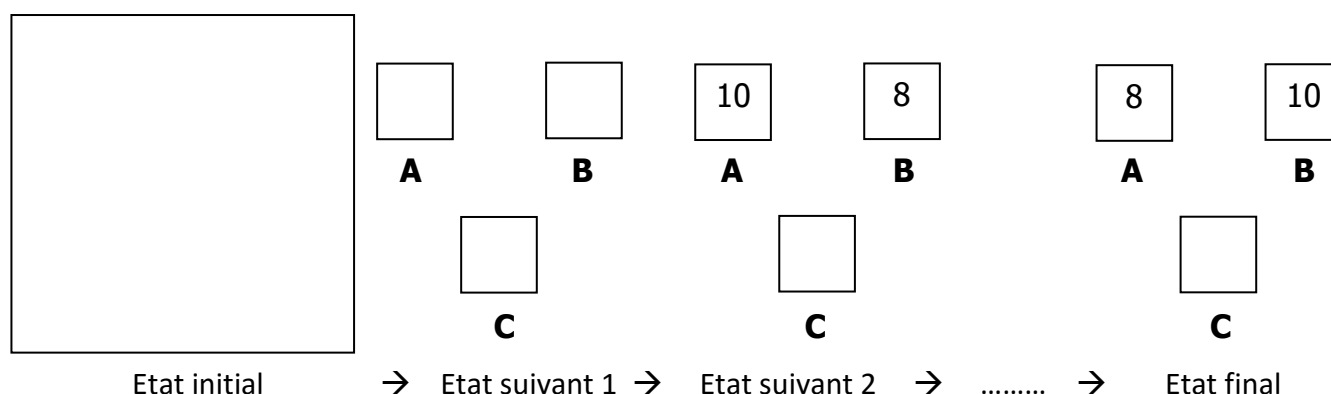 10 8 8 10
A B A B A B
C C C
Etat initial → Etat suivant 1 → Etat suivant 2 → ......... → Etat final